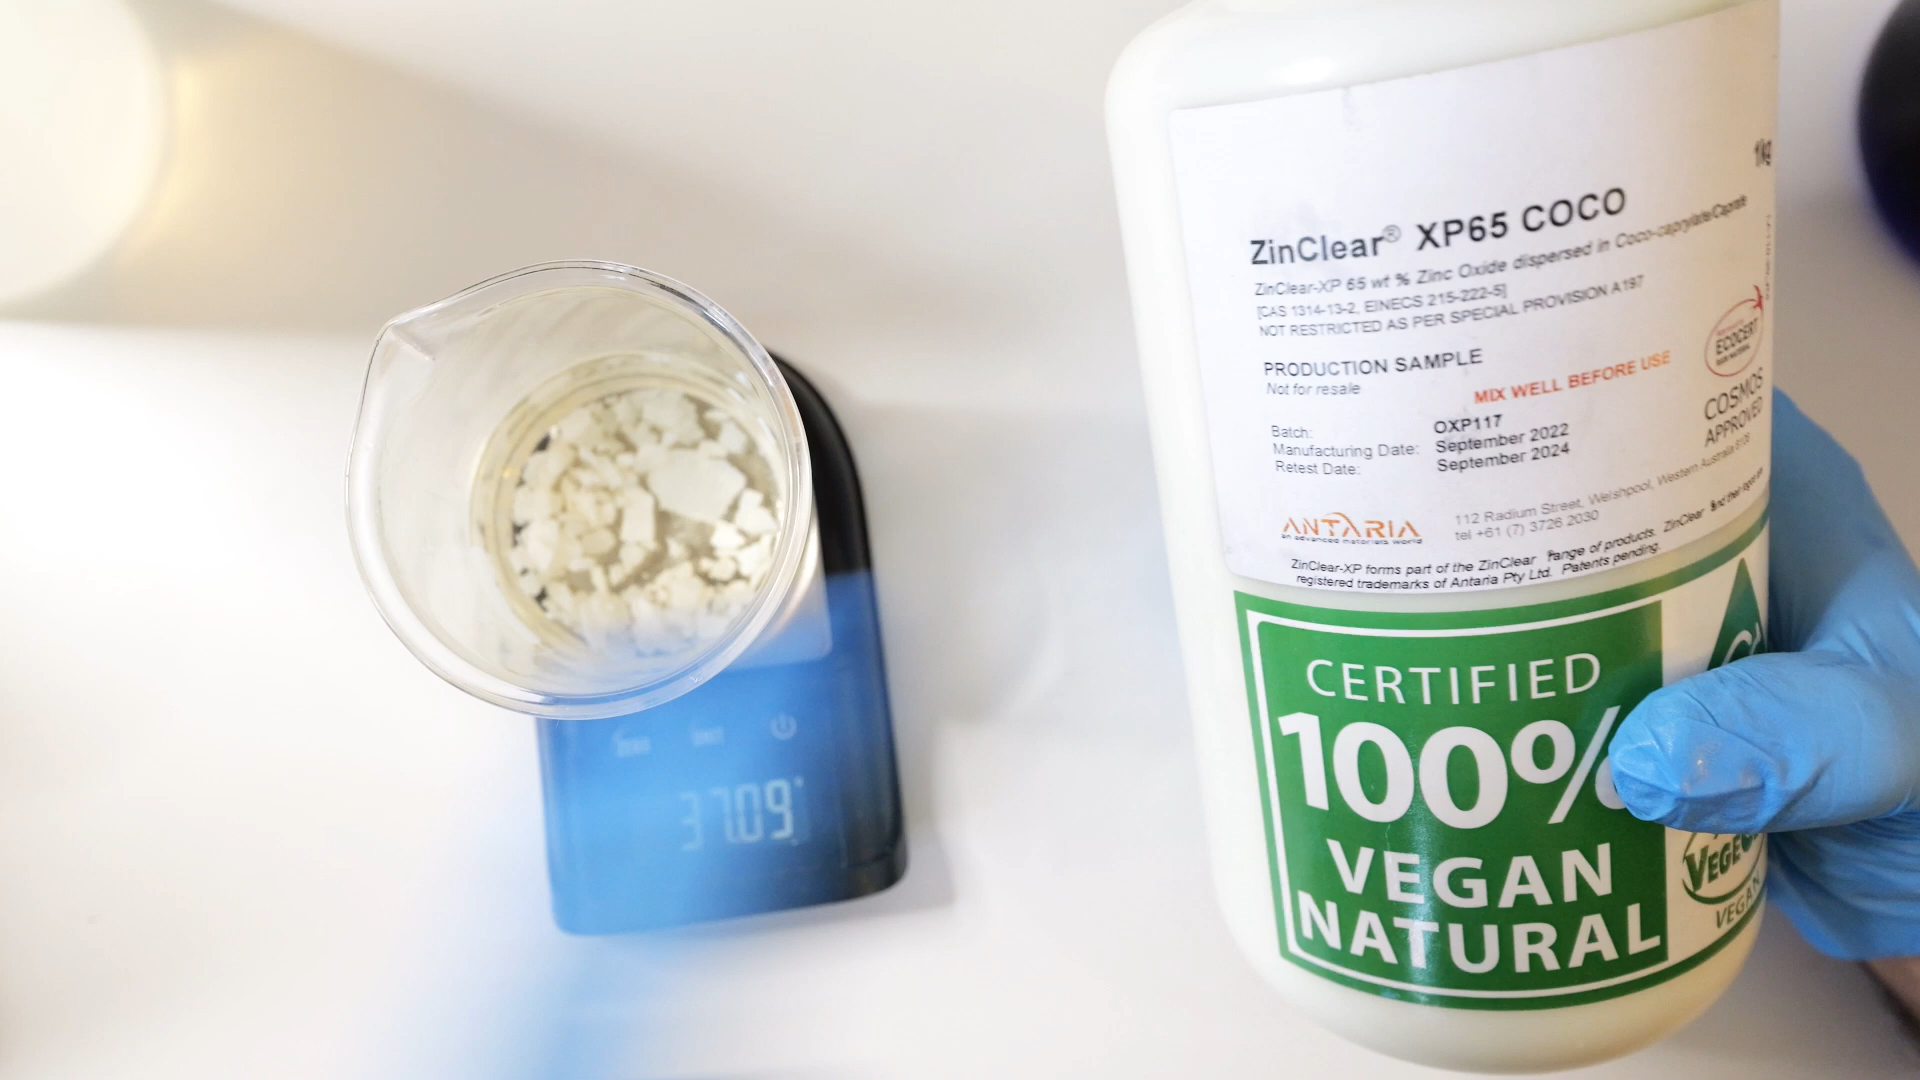 1kg
ZinClear® XP65 COCO
ZinClear-XP 65 wt % Zinc Oxide dispersed in Coco-caprylate/Caprate
[CAS 1314-13-2, EINECS 215-222-5]
NOT RESTRICTED AS PER SPECIAL PROVISION A197
PRODUCTION SAMPLE
Not for resale
MIX WELL BEFORE USE
ECOCERT
COSMOS
APPROVED
Batch: OXP117
Manufacturing Date: September 2022
Retest Date: September 2024
ANTARIA
an advanced materials world
112 Radium Street, Welshpool, Western Australia 6106
tel +61 (7) 3726 2030
ZinClear-XP forms part of the ZinClear range of products. ZinClear and their logo are
registered trademarks of Antaria Pty Ltd. Patents pending.
CERTIFIED
100%
VEGAN
NATURAL
VEGAN
37.09